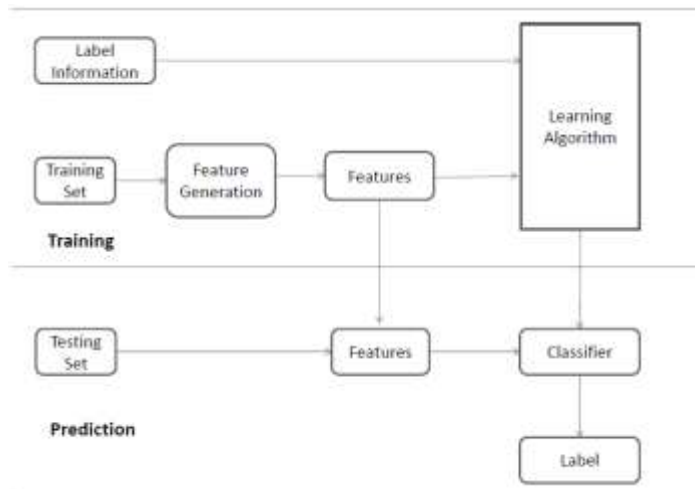 Label
Information
Learning
Algorithm
Training
Set
Feature
Generation
Features
Training
Testing
Set
Features
Classifier
Prediction
Label